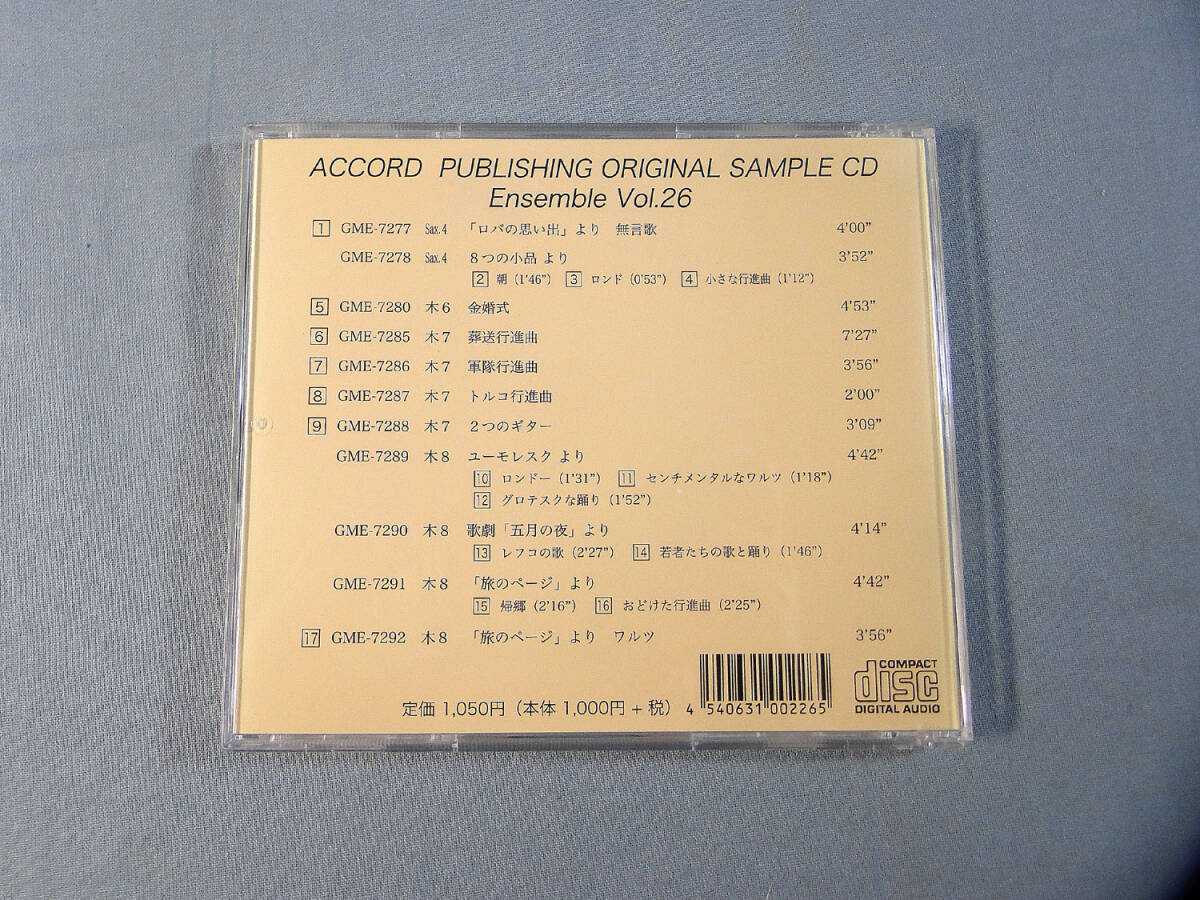 ACCORD PUBLISHING ORIGINAL SAMPLE CD
Ensemble Vol.26
1 GME-7277 Sax.4 「ロバの思い出」より 無言歌 4'00"
GME-7278 Sax.4 8つの小品 より 3'52"
2 朝 (1'46") 3 ロンド (0'53") 4 小さな行進曲 (1'12")
5 GME-7280 木6 金婚式 4'53"
6 GME-7285 木7 葬送行進曲 7'27"
7 GME-7286 木7 軍隊行進曲 3'56"
8 GME-7287 木7 トルコ行進曲 2'00"
9 GME-7288 木7 2つのギター 3'09"
GME-7289 木8 ユーモレスク より 4'42"
10 ロンドー (1'31") 11 センチメンタルなワルツ (1'18")
12 グロテスクな踊り (1'52")
GME-7290 木8 歌劇「五月の夜」より 4'14"
13 レフコの歌 (2'27") 14 若者たちの歌と踊り (1'46")
GME-7291 木8 「旅のページ」より 4'42"
15 帰郷 (2'16") 16 おどけた行進曲 (2'25")
17 GME-7292 木8 「旅のページ」より ワルツ 3'56"
定価 1,050円 (本体 1,000円 + 税) 4 540631 002265
COMPACT
disc
DIGITAL AUDIO